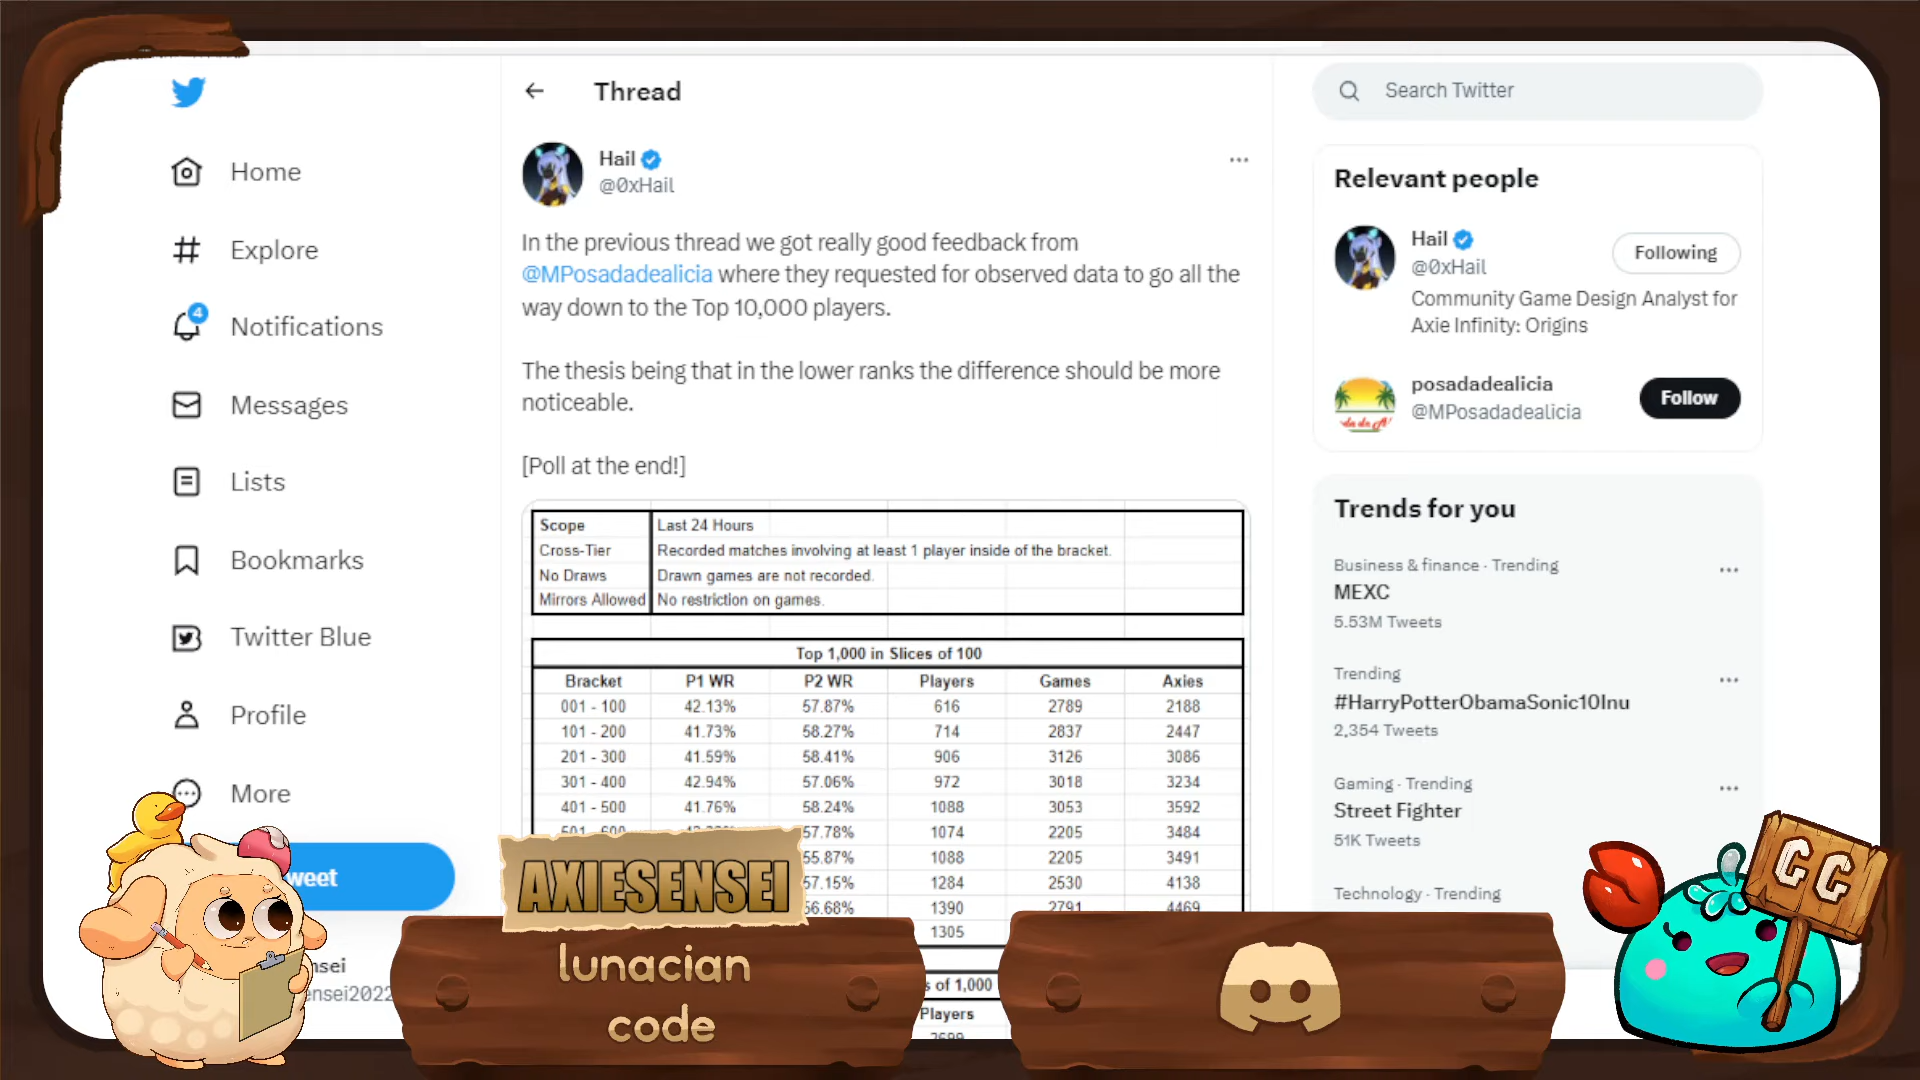 Home
Explore
4
Notifications
Messages
Lists
Bookmarks
Twitter Blue
Profile
More
Thread
Hail
@0xHail
In the previous thread we got really good feedback from
@MPosadadealicia where they requested for observed data to go all the
way down to the Top 10,000 players.
The thesis being that in the lower ranks the difference should be more
noticeable.
[Poll at the end!]
Scope Last 24 Hours
Cross-Tier Recorded matches involving at least 1 player inside of the bracket.
No Draws Drawn games are not recorded.
Mirrors Allowed No restriction on games.
Top 1,000 in Slices of 100
Bracket P1 WR P2 WR Players Games Axies
001 - 100 42.13% 57.87% 616 2789 2188
101 - 200 41.73% 58.27% 714 2837 2447
201 - 300 41.59% 58.41% 906 3126 3086
301 - 400 42.94% 57.06% 972 3018 3234
401 - 500 41.76% 58.24% 1088 3053 3592
57.78% 1074 2205 3484
55.87% 1088 2205 3491
57.15% 1284 2530 4138
56.68% 1390 2791 4469
1305
s of 1,000
Players
Search Twitter
Relevant people
Hail
@0xHail
Following
Community Game Design Analyst for
Axie Infinity: Origins
posadadealicia
@MPosadadealicia
Follow
Trends for you
Business & finance · Trending
MEXC
5.53M Tweets
Trending
#HarryPotterObamaSonic10Inu
2,354 Tweets
Gaming · Trending
Street Fighter
51K Tweets
Technology · Trending
weet
nsei
ensei2022
AXIESENSEI
lunacian
code
CC